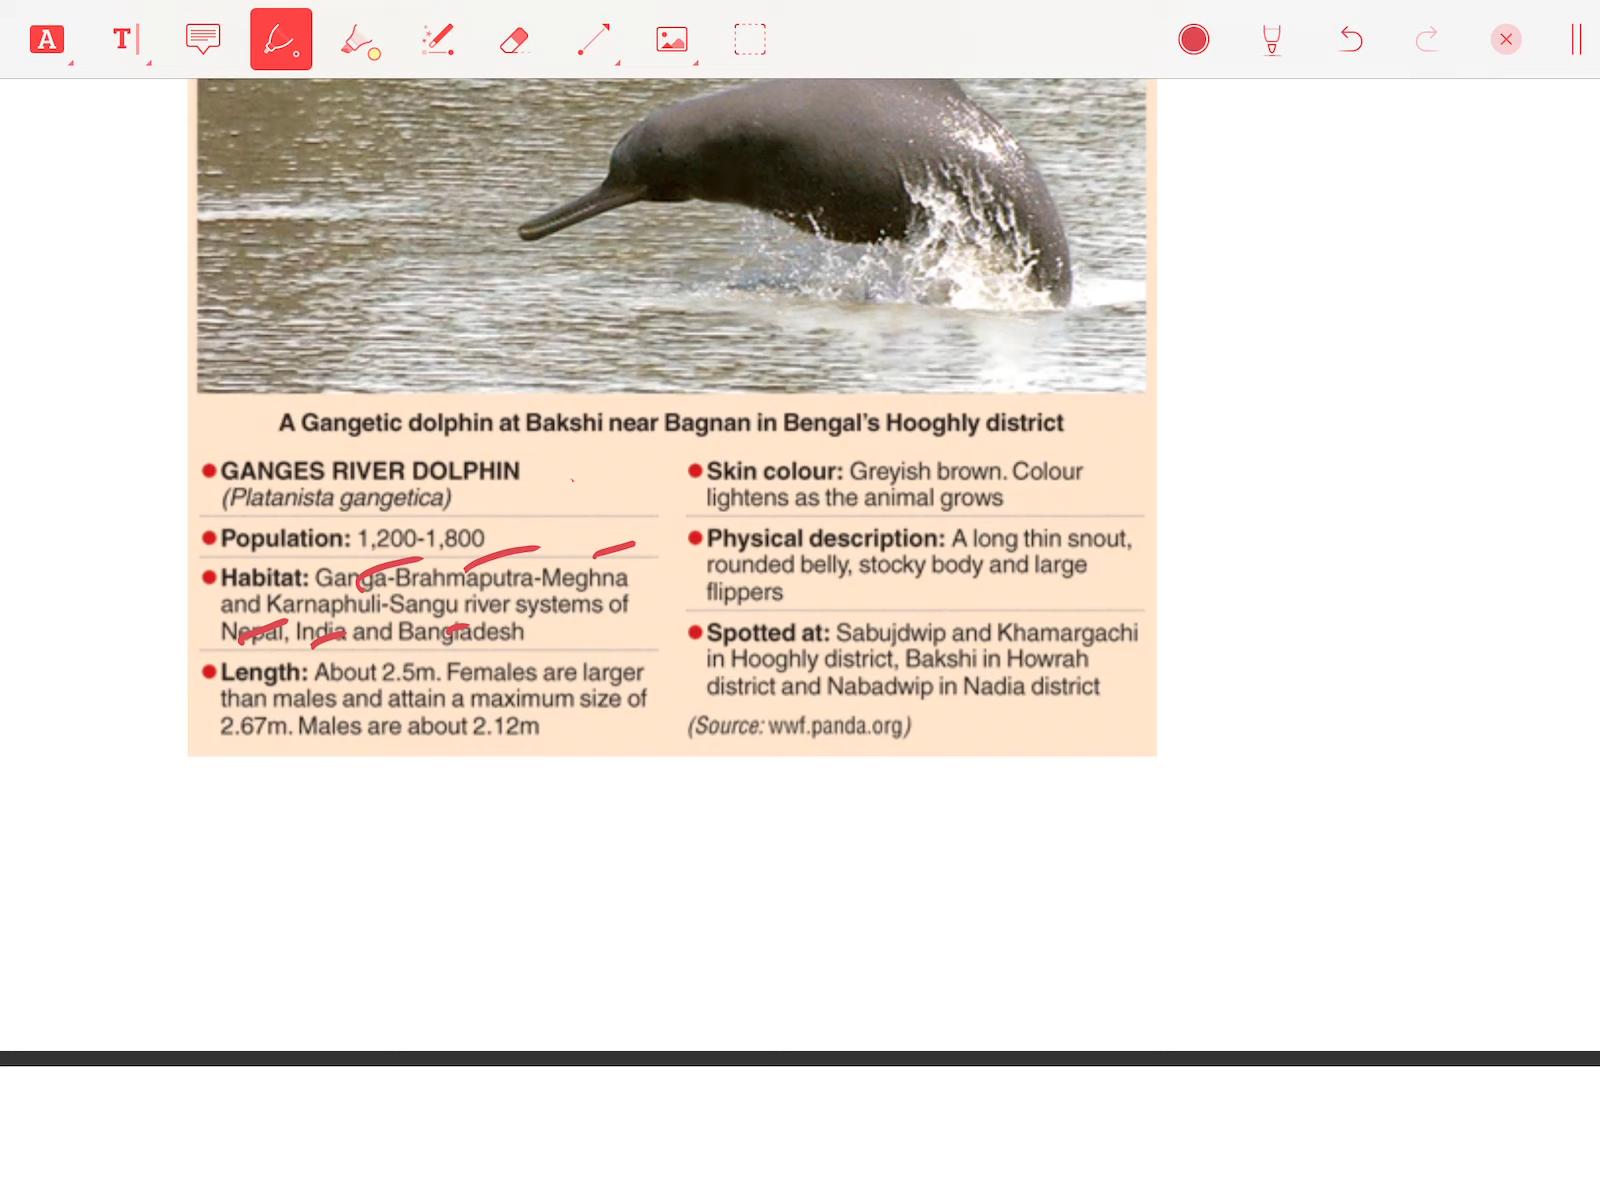 A
T
A Gangetic dolphin at Bakshi near Bagnan in Bengal's Hooghly district
GANGES RIVER DOLPHIN
(Platanista gangetica)
Population: 1,200-1,800
Habitat: Ganga-Brahmaputra-Meghna
and Karnaphuli-Sangu river systems of
Nepal, India and Bangladesh
Length: About 2.5m. Females are larger
than males and attain a maximum size of
2.67m. Males are about 2.12m
Skin colour: Greyish brown. Colour
lightens as the animal grows
Physical description: A long thin snout,
rounded belly, stocky body and large
flippers
Spotted at: Sabujdwip and Khamargachi
in Hooghly district, Bakshi in Howrah
district and Nabadwip in Nadia district
(Source: wwf.panda.org)